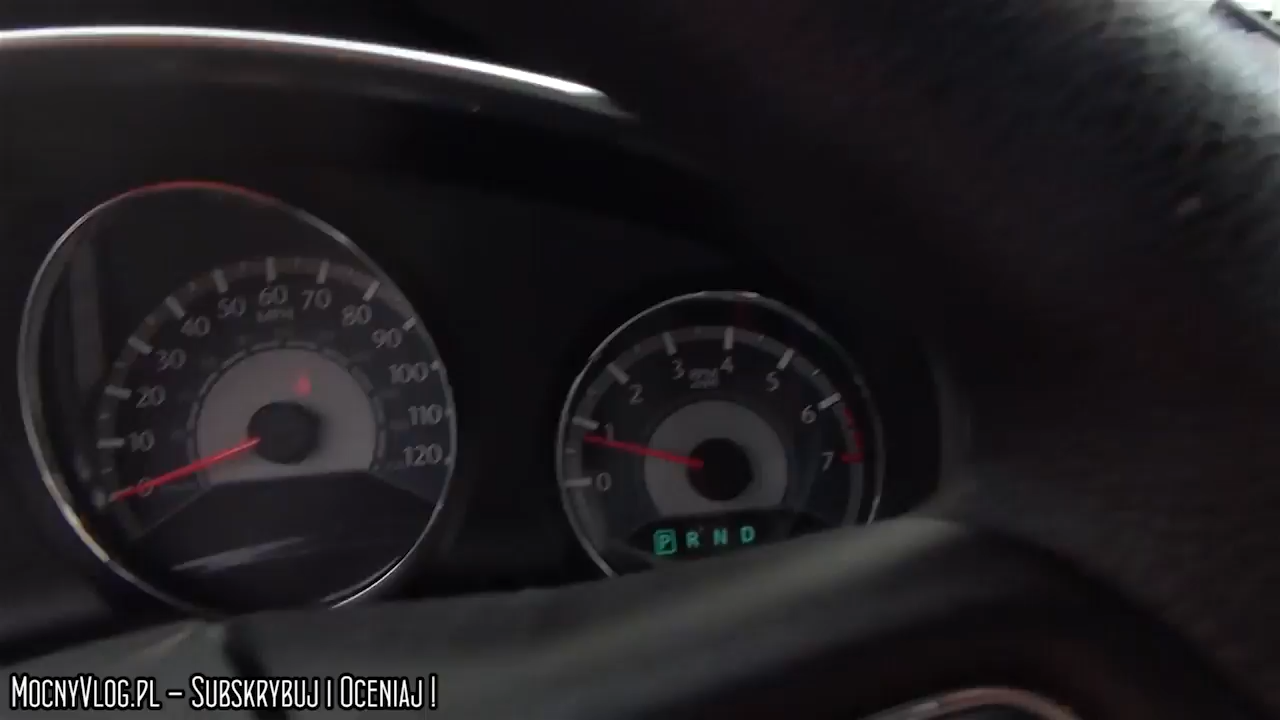 60
50 70
MPH
40 80
30 90
20 100
10 110
0 120
3 4
RPM
2 5
1 6
0 7
P R N D
MocnyVlog.pl – Subskrybuj i Oceniaj !